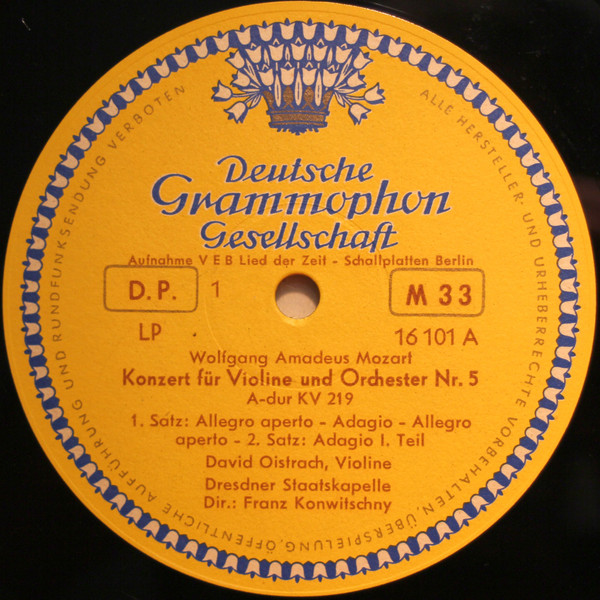 Deutsche
Grammophon
Gesellschaft
Aufnahme V E B Lied der Zeit - Schallplatten Berlin
D.P. 1 M 33
LP 16 101 A
Wolfgang Amadeus Mozart
Konzert für Violine und Orchester Nr. 5
A-dur KV 219
1. Satz: Allegro aperto - Adagio - Allegro
aperto - 2. Satz: Adagio I. Teil
David Oistrach, Violine
Dresdner Staatskapelle
Dir.: Franz Konwitschny
ALLE HERSTELLER- UND URHEBERRECHTE VORBEHALTEN, ÜBERSPIELUNG, ÖFFENTLICHE AUFFÜHRUNG UND RUNDFUNKSENDUNG VERBOTEN